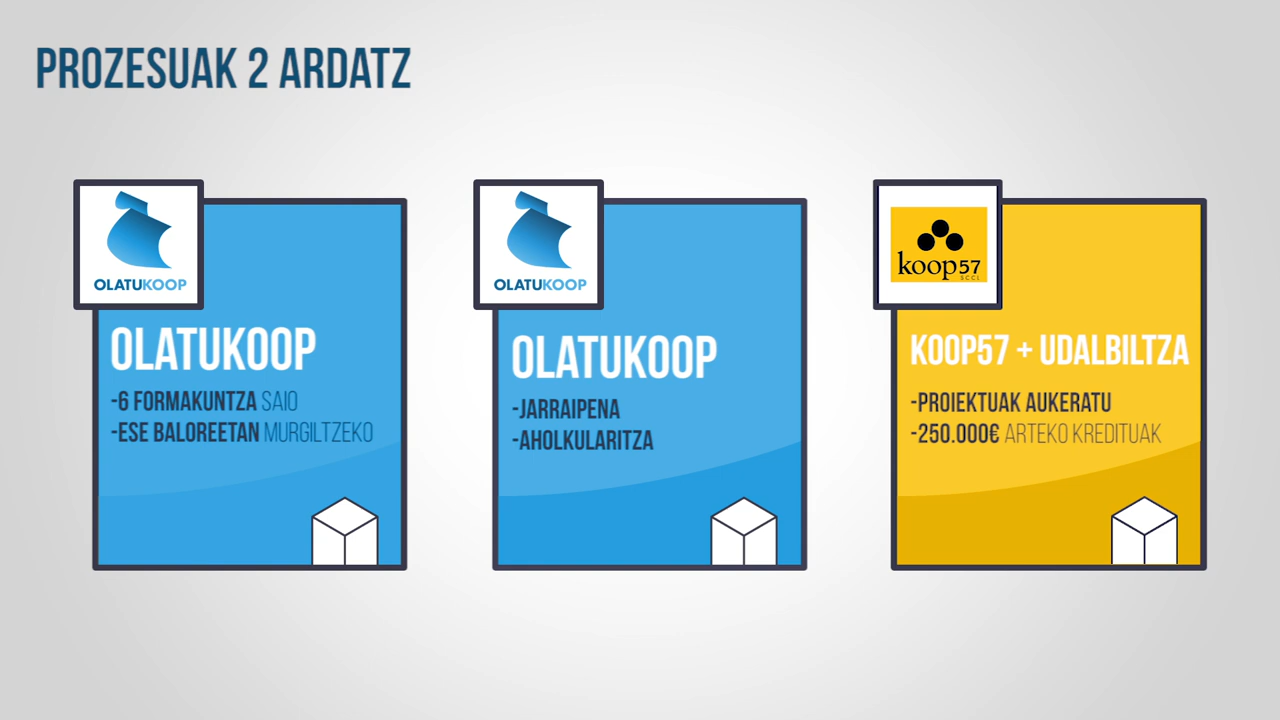 PROZESUAK 2 ARDATZ
OLATUKOOP
OLATUKOOP
-6 FORMAKUNTZA SAIO
-ESE BALOREETAN MURGILTZEKO
OLATUKOOP
OLATUKOOP
-JARRAIPENA
-AHOLKULARITZA
koop57
SCCL
KOOP57 + UDALBILTZA
-PROIEKTUAK AUKERATU
-250.000€ ARTEKO KREDITUAK